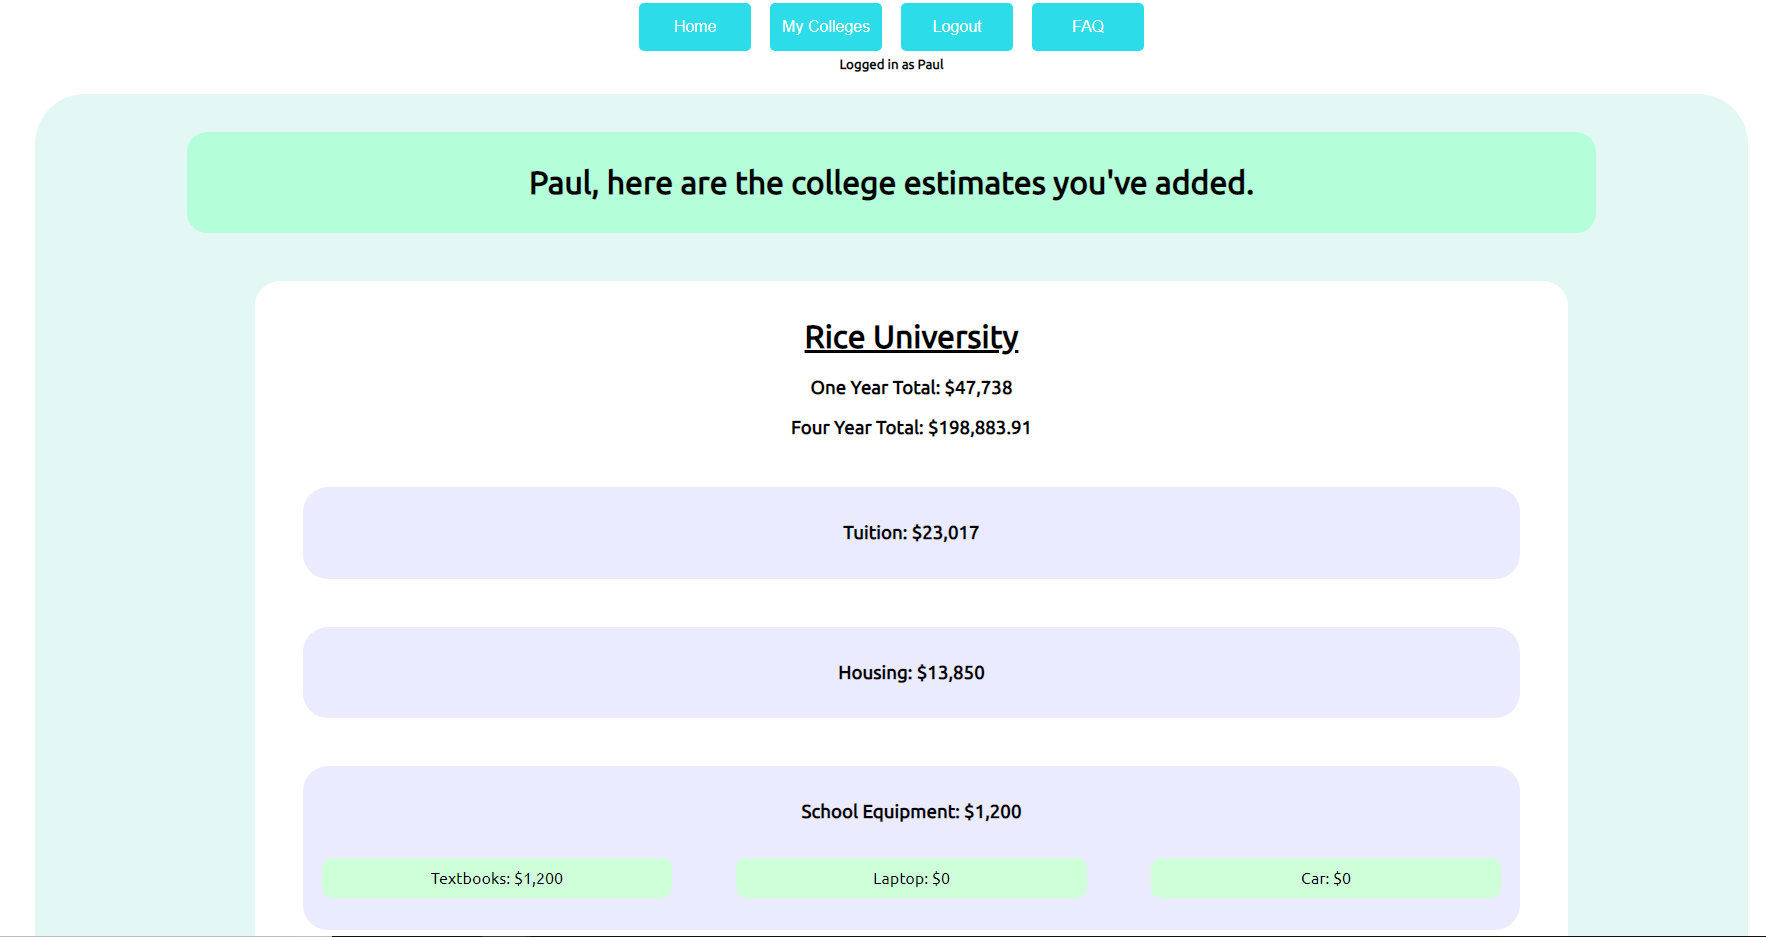 Home My Colleges Logout FAQ
Logged in as Paul
Paul, here are the college estimates you've added.
Rice University
One Year Total: $47,738
Four Year Total: $198,883.91
Tuition: $23,017
Housing: $13,850
School Equipment: $1,200
Textbooks: $1,200 Laptop: $0 Car: $0